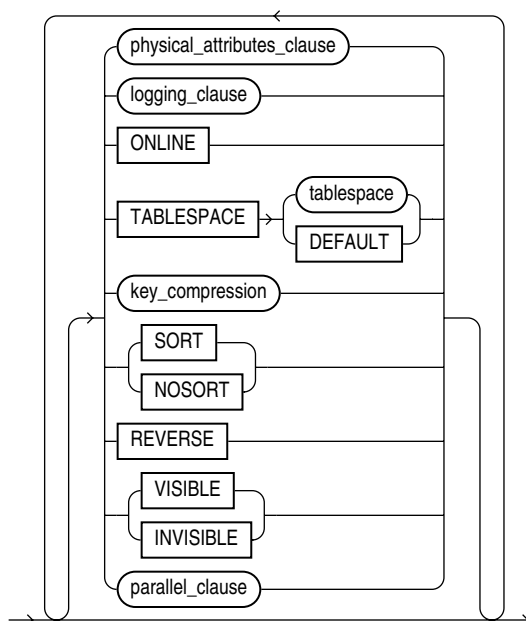 physical_attributes_clause
logging_clause
ONLINE
tablespace
TABLESPACE
DEFAULT
key_compression
SORT
NOSORT
REVERSE
VISIBLE
INVISIBLE
parallel_clause